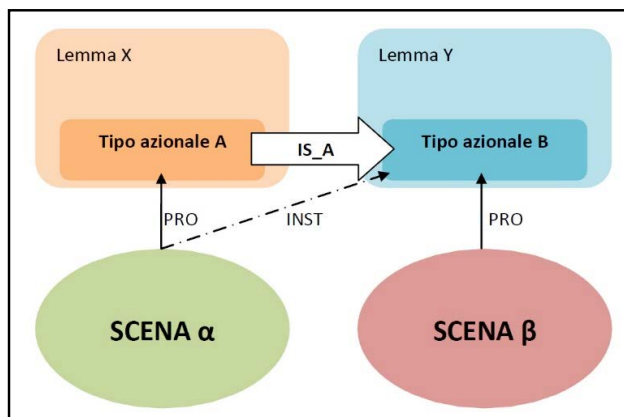 Lemma X
Lemma Y
Tipo azionale A
IS_A
Tipo azionale B
PRO
INST
PRO
SCENA α
SCENA β